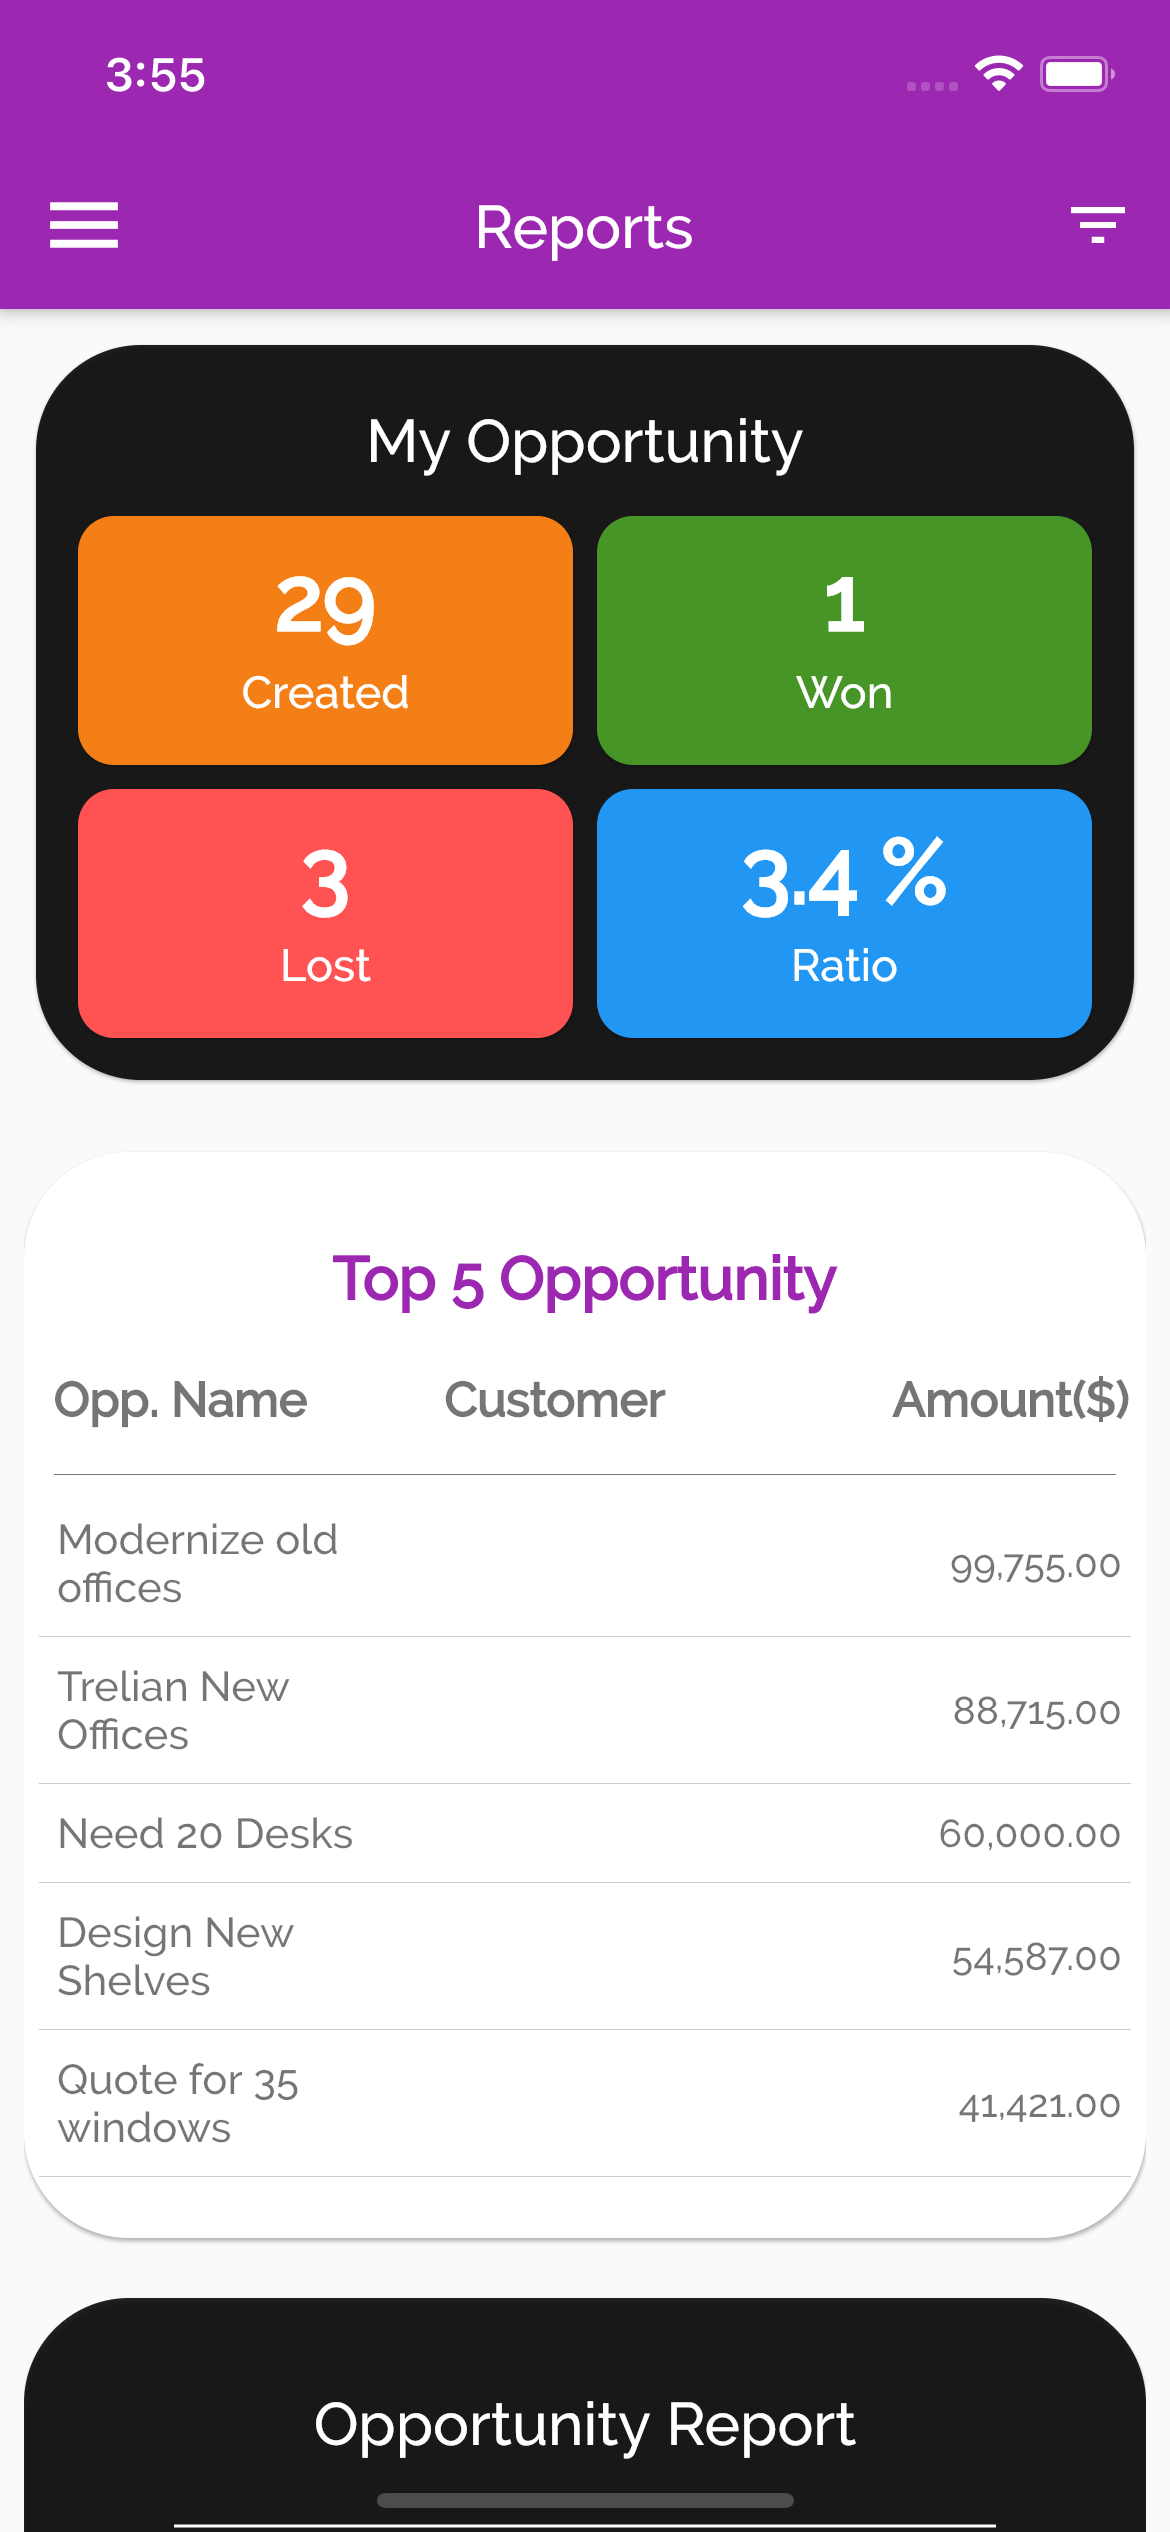 3:55
Reports
My Opportunity
29
Created
1
Won
3
Lost
3.4 %
Ratio
Top 5 Opportunity
Opp. Name Customer Amount($)
Modernize old
offices
99,755.00
Trelian New
Offices
88,715.00
Need 20 Desks 60,000.00
Design New
Shelves
54,587.00
Quote for 35
windows
41,421.00
Opportunity Report